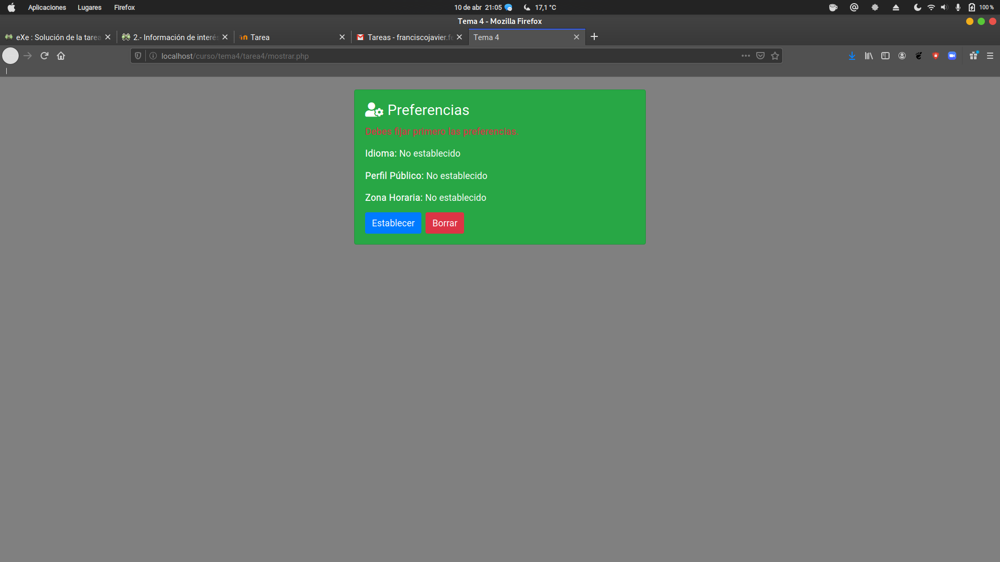 Aplicaciones Lugares Firefox 10 de abr 21:05 17,1 °C 100 %
Tema 4 - Mozilla Firefox
eXe : Solución de la tarea 2.- Información de interés Tarea Tareas - franciscojavier.fe Tema 4
localhost/curso/tema4/tarea4/mostrar.php
Preferencias
Debes fijar primero las preferencias.
Idioma: No establecido
Perfil Público: No establecido
Zona Horaria: No establecido
Establecer Borrar